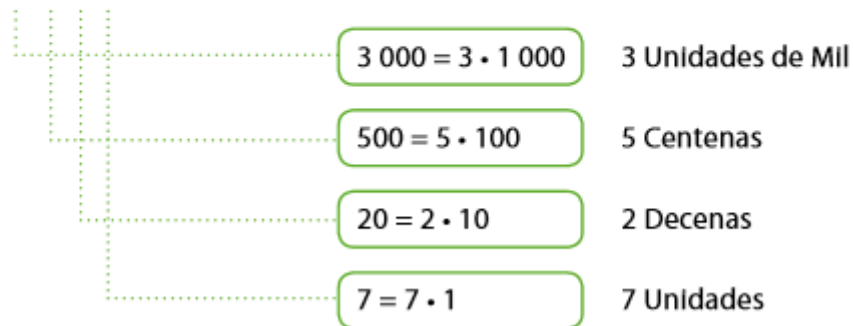 3 000 = 3 • 1 000 3 Unidades de Mil
500 = 5 • 100 5 Centenas
20 = 2 • 10 2 Decenas
7 = 7 • 1 7 Unidades